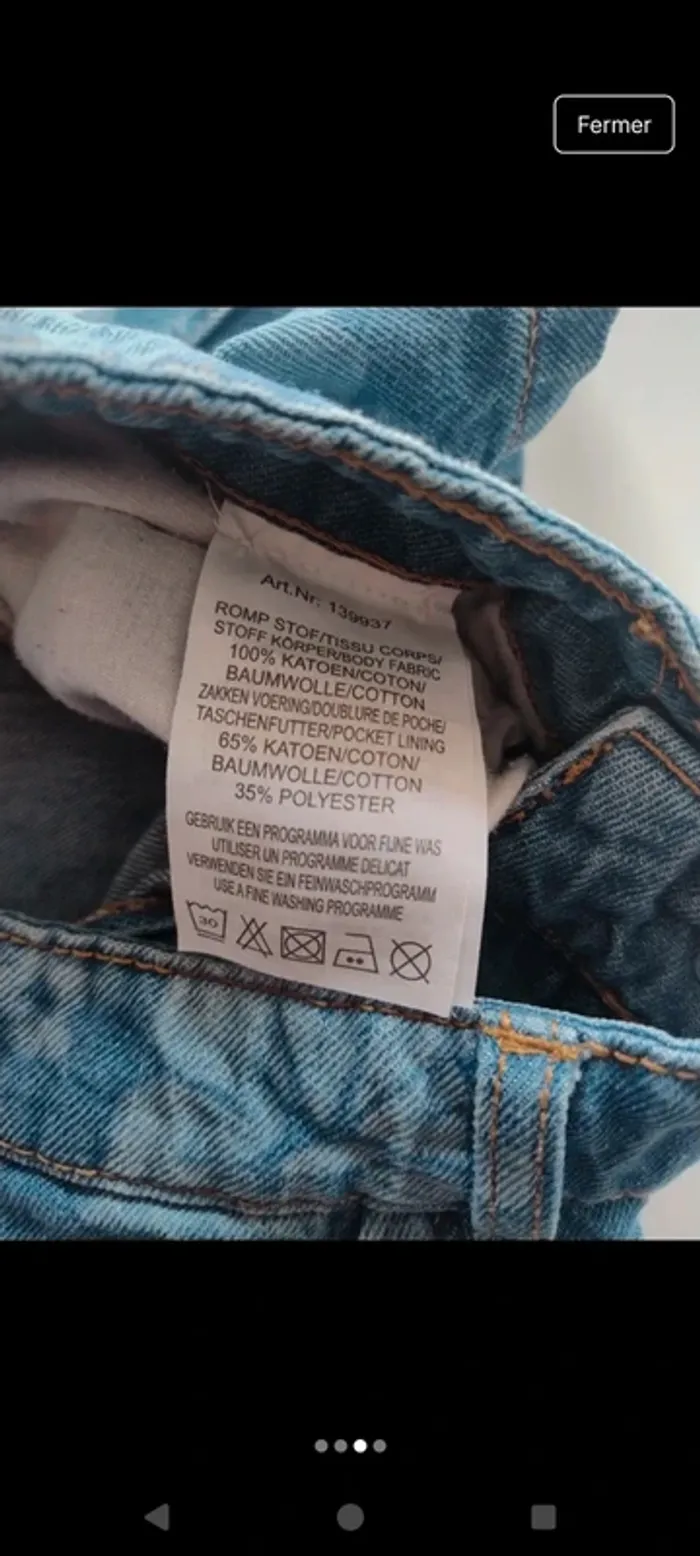 Fermer
Art.Nr: 139937
ROMP STOF/TISSU CORPS/
STOFF KÖRPER/BODY FABRIC
100% KATOEN/COTON/
BAUMWOLLE/COTTON
ZAKKEN VOERING/DOUBLURE DE POCHE/
TASCHENFUTTER/POCKET LINING
65% KATOEN/COTON/
BAUMWOLLE/COTTON
35% POLYESTER
GEBRUIK EEN PROGRAMMA VOOR FIJNE WAS
UTILISER UN PROGRAMME DELICAT
VERWENDEN SIE EIN FEINWASCHPROGRAMM
USE A FINE WASHING PROGRAMME
30